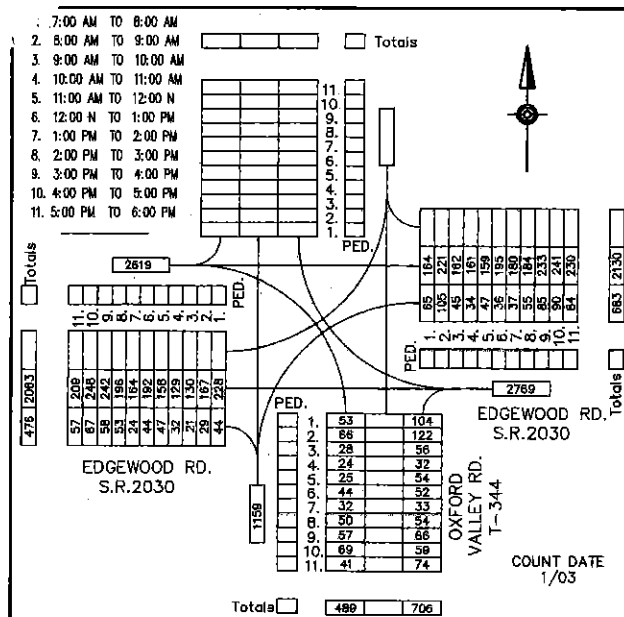 1. 7:00 AM TO 8:00 AM
2. 8:00 AM TO 9:00 AM
3. 9:00 AM TO 10:00 AM
4. 10:00 AM TO 11:00 AM
5. 11:00 AM TO 12:00 N
6. 12:00 N TO 1:00 PM
7. 1:00 PM TO 2:00 PM
8. 2:00 PM TO 3:00 PM
9. 3:00 PM TO 4:00 PM
10. 4:00 PM TO 5:00 PM
11. 5:00 PM TO 6:00 PM
Totals
11.
10.
9.
8.
7.
6.
5.
4.
3.
2.
1.
PED.
164 221 162 161 159 195 180 184 233 241 230
65 105 45 34 47 36 37 55 85 90 84
2130
683
1. 2. 3. 4. 5. 6. 7. 8. 9. 10. 11.
PED.
Totals
2769
EDGEWOOD RD.
S.R.2030
Totals
2619
PED.
11. 10. 9. 8. 7. 6. 5. 4. 3. 2. 1.
209 248 242 196 164 192 158 129 130 167 228
57 67 58 53 24 44 47 32 21 29 44
2063
476
EDGEWOOD RD.
S.R.2030
1159
PED.
1. 53 104
2. 66 122
3. 28 56
4. 24 32
5. 25 54
6. 44 52
7. 32 33
8. 50 54
9. 57 66
10. 69 59
11. 41 74
OXFORD
VALLEY RD.
T-344
COUNT DATE
1/03
Totals 489 706